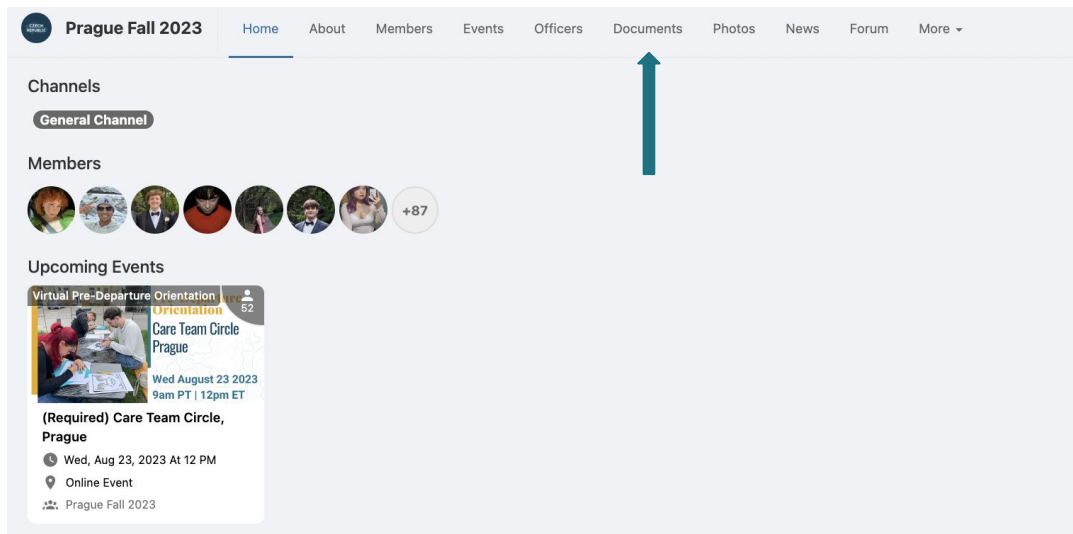 CZECH
REPUBLIC
Prague Fall 2023
Home About Members Events Officers Documents Photos News Forum More
Channels
General Channel
Members
+87
Upcoming Events
Virtual Pre-Departure Orientation
52
Orientation
Care Team Circle
Prague
Wed August 23 2023
9am PT | 12pm ET
(Required) Care Team Circle,
Prague
Wed, Aug 23, 2023 At 12 PM
Online Event
Prague Fall 2023